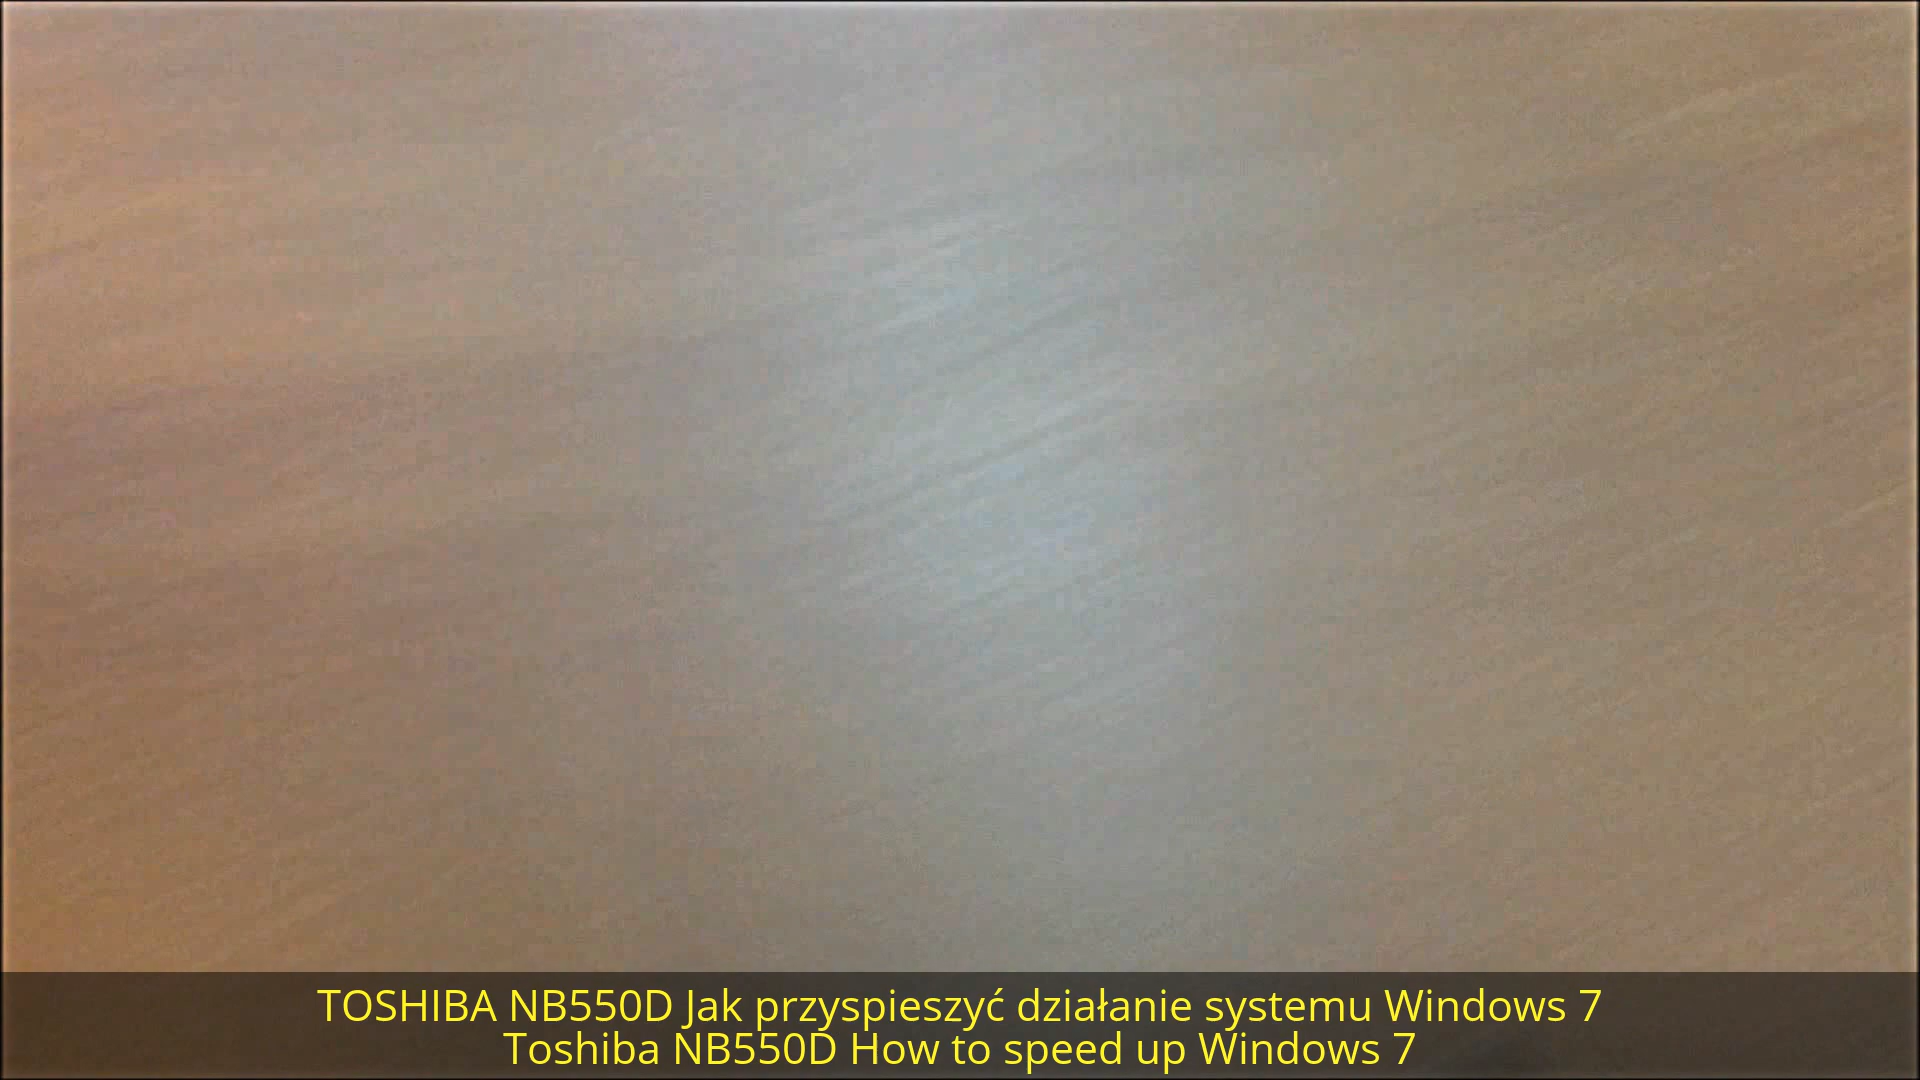 TOSHIBA NB550D Jak przyspieszyć działanie systemu Windows 7
Toshiba NB550D How to speed up Windows 7